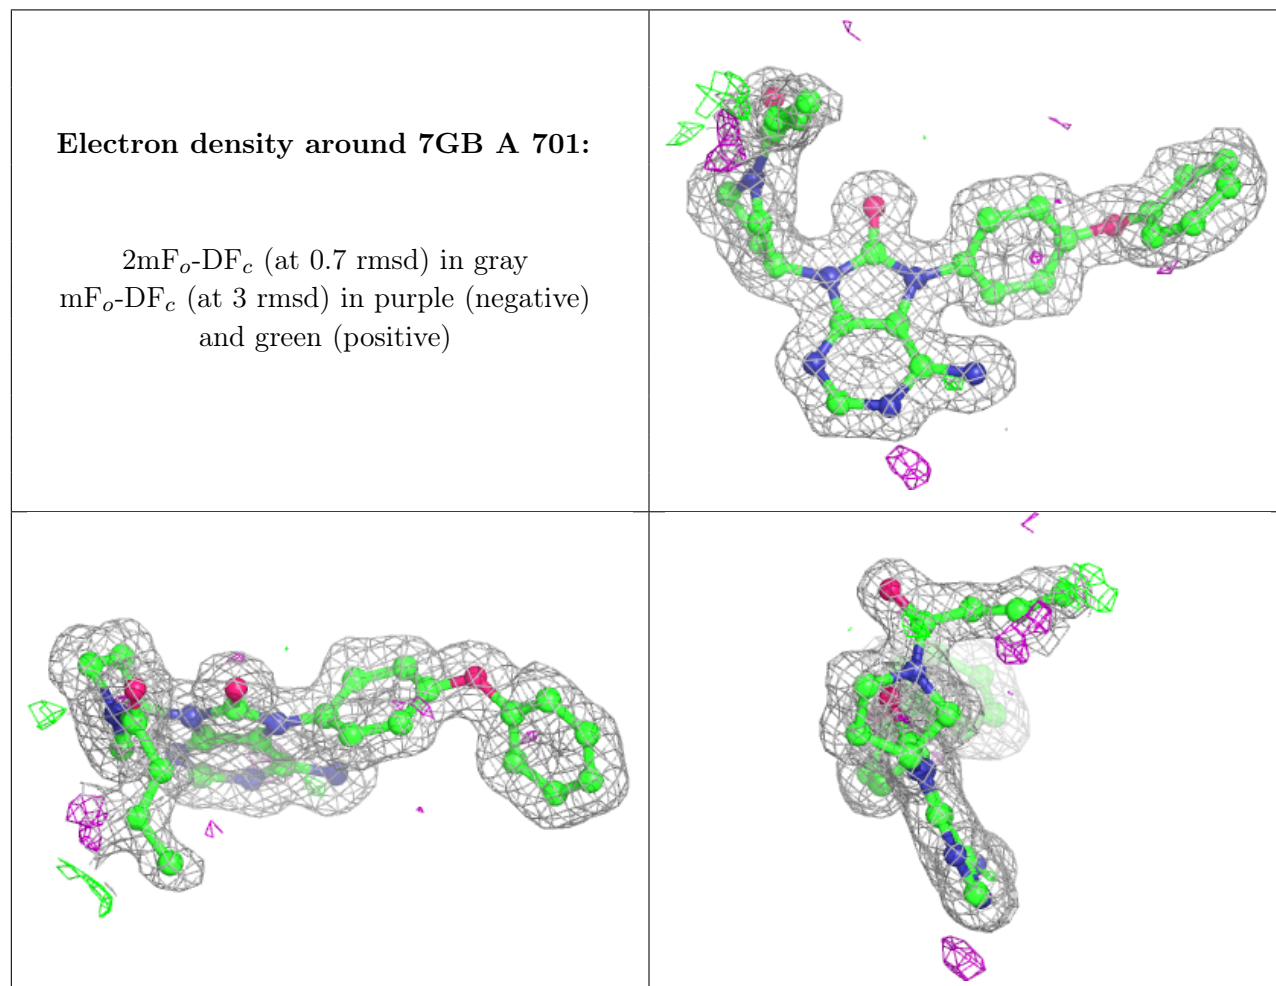 Electron density around 7GB A 701:
2mFo-DFc (at 0.7 rmsd) in gray
mFo-DFc (at 3 rmsd) in purple (negative)
and green (positive)